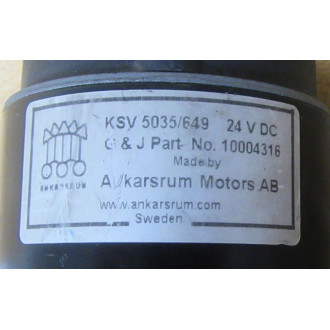 KSV 5035/649 24 V DC
G & J Part No. 10004316
Made by
Ankarsrum Motors AB
www.ankarsrum.com
Sweden
ANKARSRUM